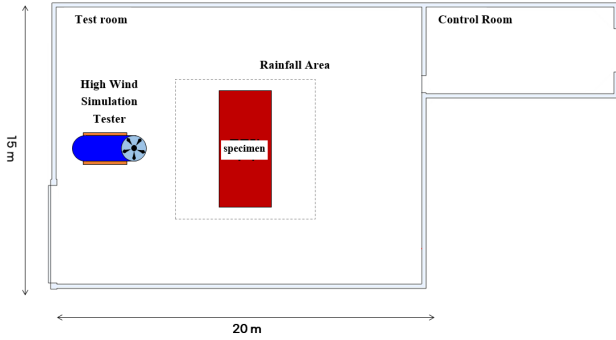 Test room
Control Room
Rainfall Area
High Wind
Simulation
Tester
specimen
15 m
20 m